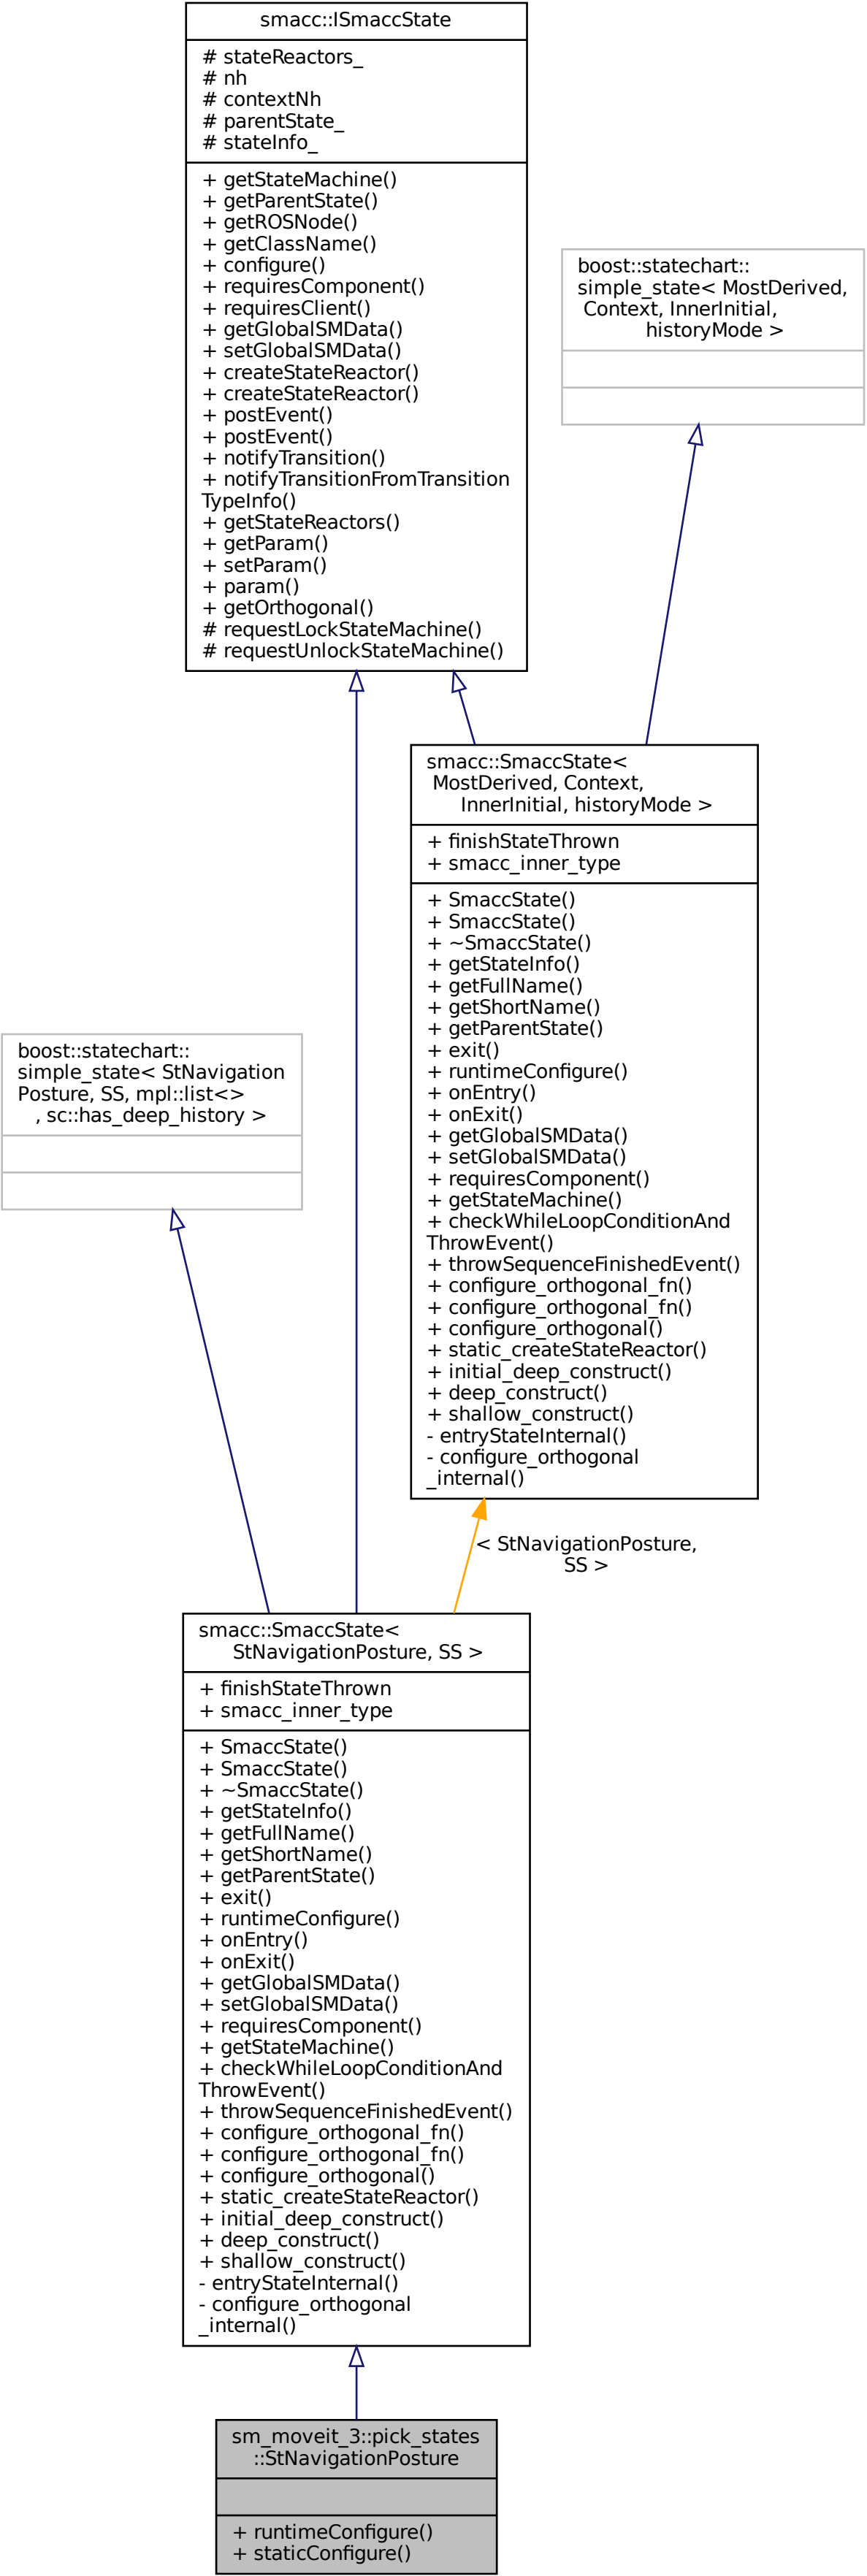 smacc::ISmaccState
# stateReactors_
# nh
# contextNh
# parentState_
# stateInfo_
+ getStateMachine()
+ getParentState()
+ getROSNode()
+ getClassName()
+ configure()
+ requiresComponent()
+ requiresClient()
+ getGlobalSMData()
+ setGlobalSMData()
+ createStateReactor()
+ createStateReactor()
+ postEvent()
+ postEvent()
+ notifyTransition()
+ notifyTransitionFromTransition
TypeInfo()
+ getStateReactors()
+ getParam()
+ setParam()
+ param()
+ getOrthogonal()
# requestLockStateMachine()
# requestUnlockStateMachine()
boost::statechart::
simple_state< MostDerived,
Context, InnerInitial,
historyMode >
smacc::SmaccState<
MostDerived, Context,
InnerInitial, historyMode >
+ finishStateThrown
+ smacc_inner_type
+ SmaccState()
+ SmaccState()
+ ~SmaccState()
+ getStateInfo()
+ getFullName()
+ getShortName()
+ getParentState()
+ exit()
+ runtimeConfigure()
+ onEntry()
+ onExit()
+ getGlobalSMData()
+ setGlobalSMData()
+ requiresComponent()
+ getStateMachine()
+ checkWhileLoopConditionAnd
ThrowEvent()
+ throwSequenceFinishedEvent()
+ configure_orthogonal_fn()
+ configure_orthogonal_fn()
+ configure_orthogonal()
+ static_createStateReactor()
+ initial_deep_construct()
+ deep_construct()
+ shallow_construct()
- entryStateInternal()
- configure_orthogonal
_internal()
boost::statechart::
simple_state< StNavigation
Posture, SS, mpl::list<>
, sc::has_deep_history >
< StNavigationPosture,
SS >
smacc::SmaccState<
StNavigationPosture, SS >
+ finishStateThrown
+ smacc_inner_type
+ SmaccState()
+ SmaccState()
+ ~SmaccState()
+ getStateInfo()
+ getFullName()
+ getShortName()
+ getParentState()
+ exit()
+ runtimeConfigure()
+ onEntry()
+ onExit()
+ getGlobalSMData()
+ setGlobalSMData()
+ requiresComponent()
+ getStateMachine()
+ checkWhileLoopConditionAnd
ThrowEvent()
+ throwSequenceFinishedEvent()
+ configure_orthogonal_fn()
+ configure_orthogonal_fn()
+ configure_orthogonal()
+ static_createStateReactor()
+ initial_deep_construct()
+ deep_construct()
+ shallow_construct()
- entryStateInternal()
- configure_orthogonal
_internal()
sm_moveit_3::pick_states
::StNavigationPosture
+ runtimeConfigure()
+ staticConfigure()